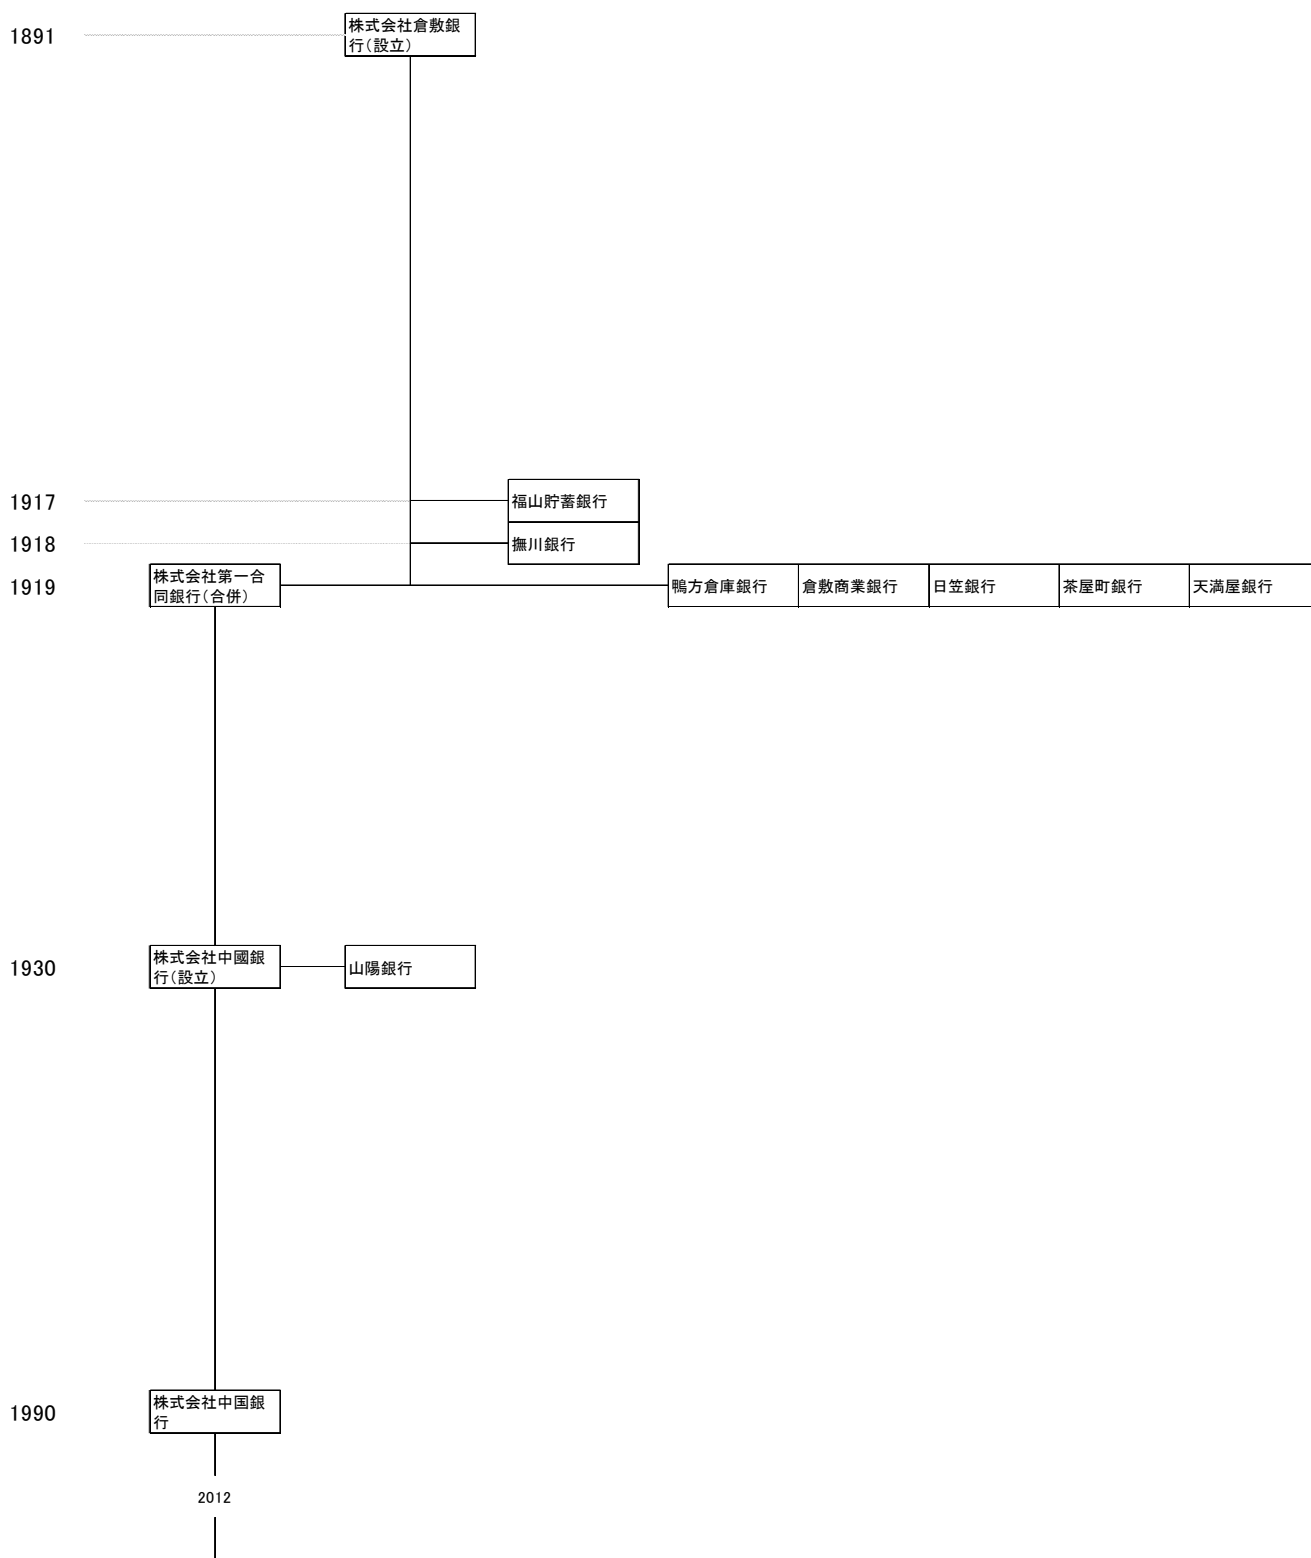 1891
株式会社倉敷銀
行(設立)
1917
福山貯蓄銀行
1918
撫川銀行
1919
株式会社第一合
同銀行(合併)
鴨方倉庫銀行
倉敷商業銀行
日笠銀行
茶屋町銀行
天満屋銀行
1930
株式会社中國銀
行(設立)
山陽銀行
1990
株式会社中国銀
行
2012